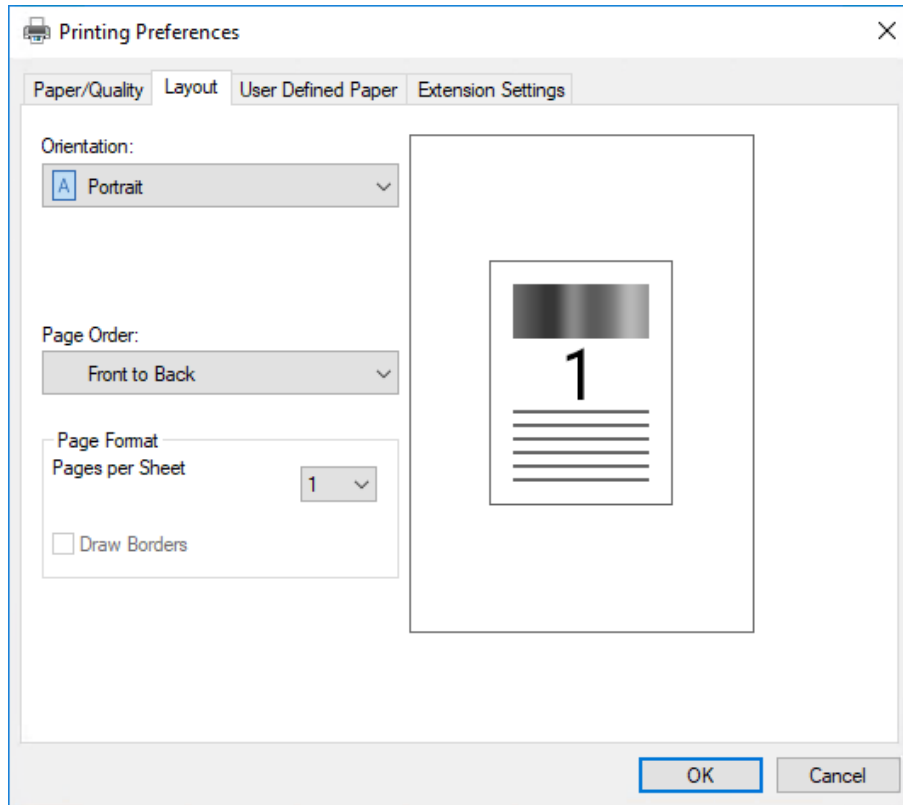 Printing Preferences
Paper/Quality Layout User Defined Paper Extension Settings
Orientation:
A Portrait
Page Order:
Front to Back
Page Format
Pages per Sheet 1
Draw Borders
1
OK Cancel